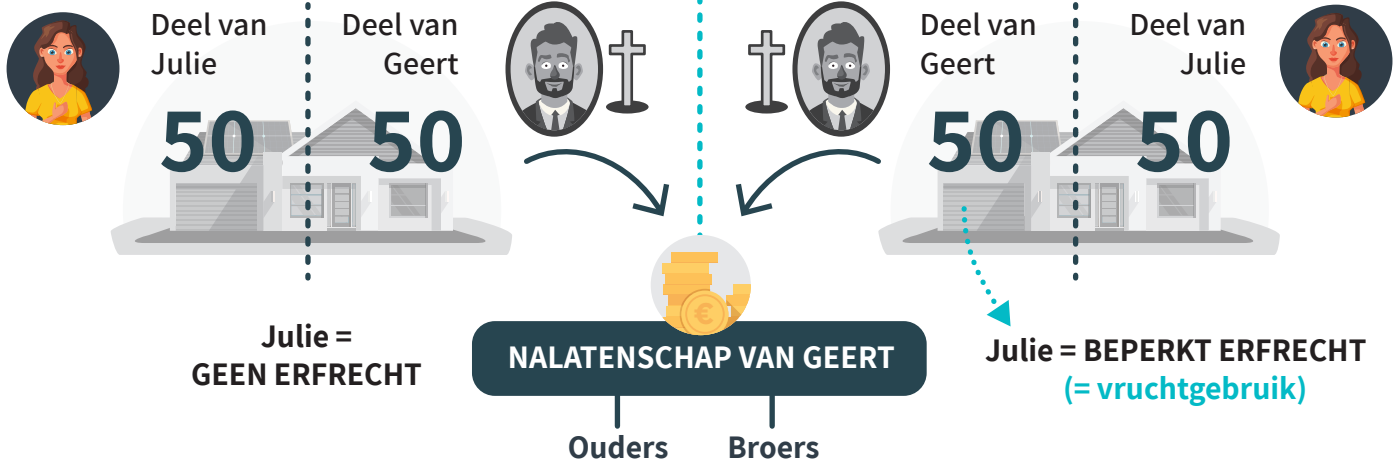 Deel van
Julie
Deel van
Geert
50
50
Julie =
GEEN ERFRECHT
Deel van
Geert
Deel van
Julie
50
50
Julie = BEPERKT ERFRECHT
(= vruchtgebruik)
€
NALATENSCHAP VAN GEERT
Ouders
Broers